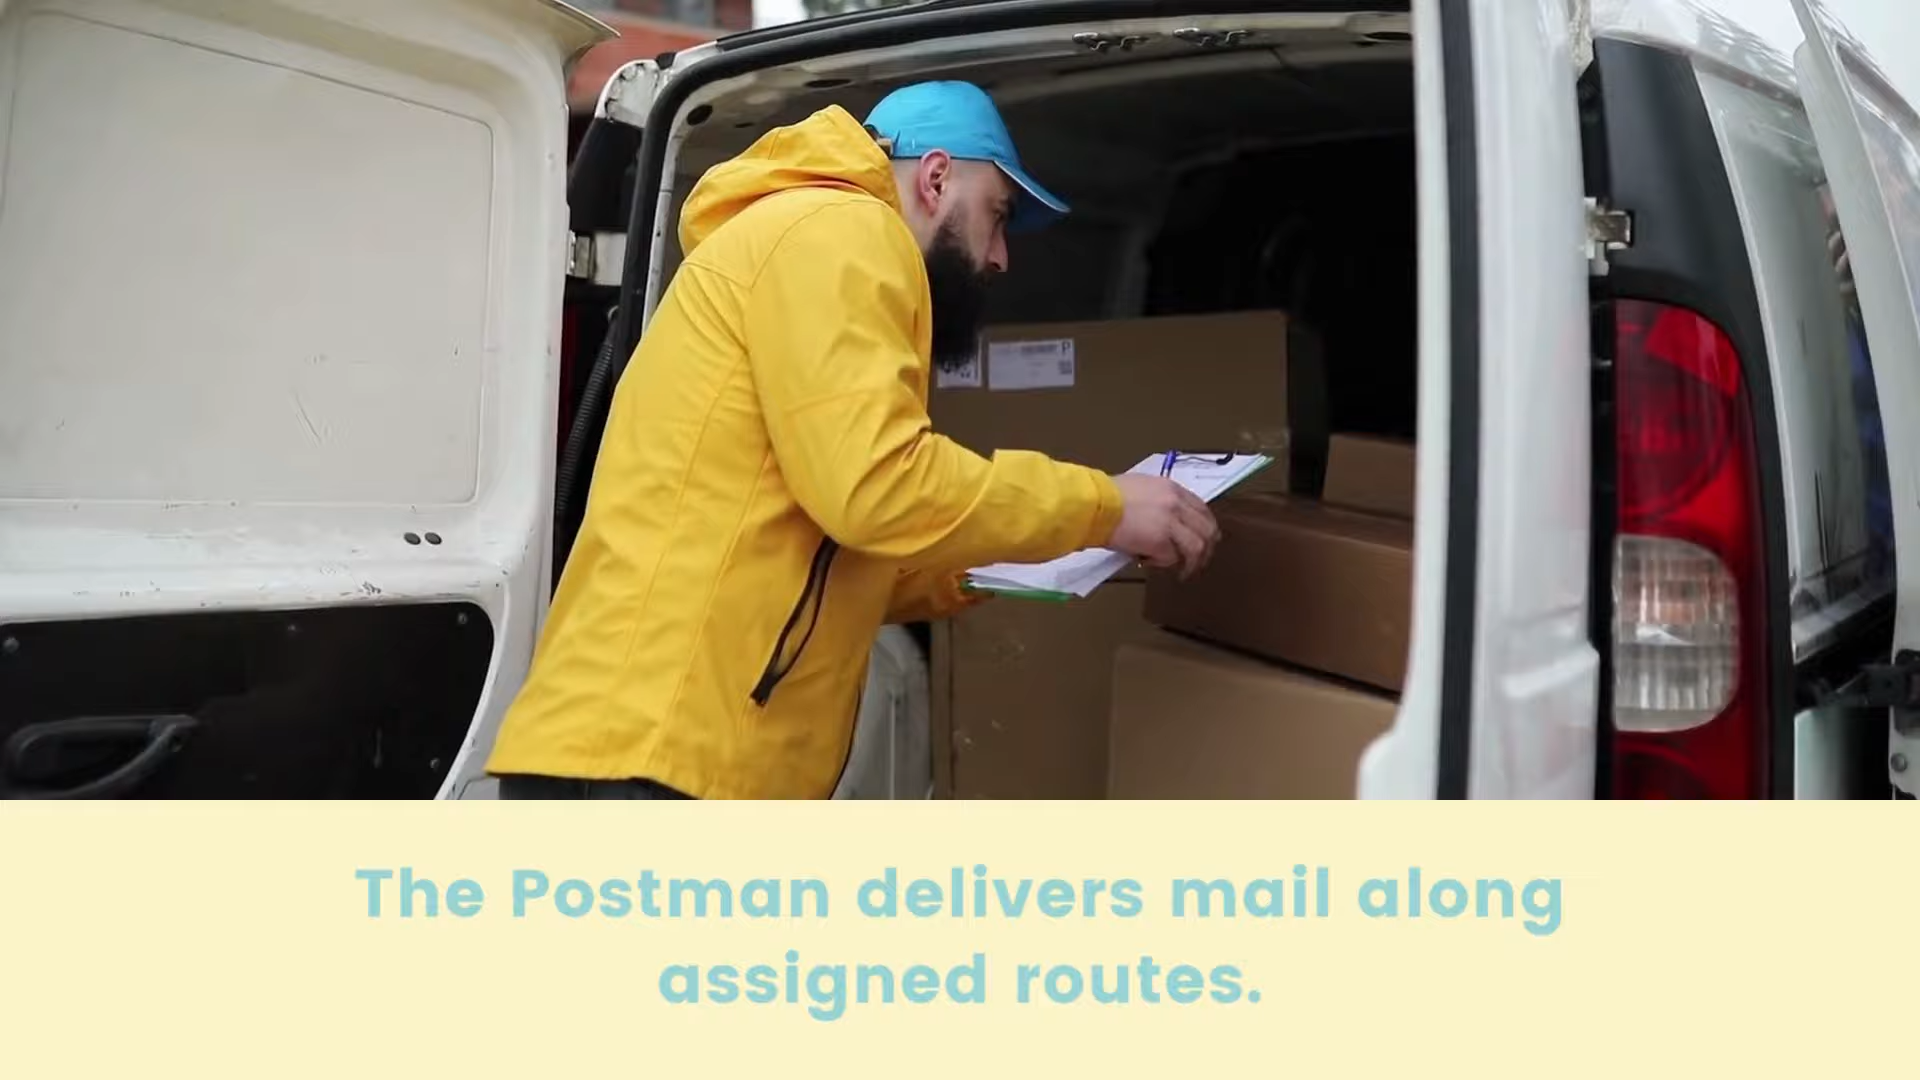 The Postman delivers mail along
assigned routes.
P